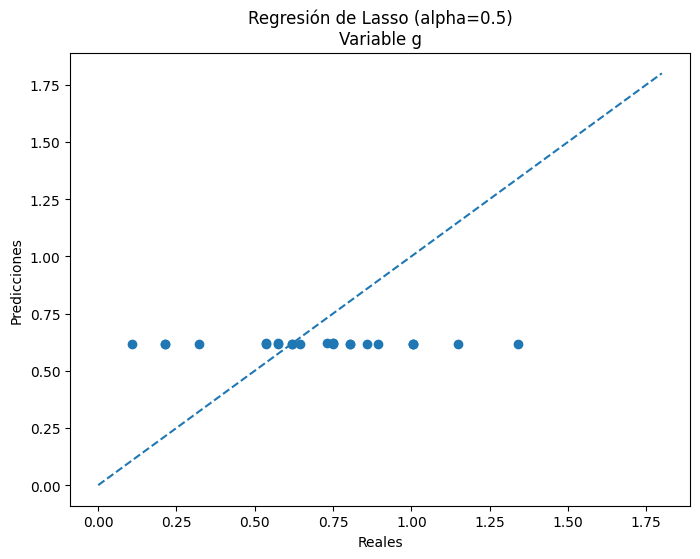 Regresión de Lasso (alpha=0.5)
Variable g
Predicciones
1.75
1.50
1.25
1.00
0.75
0.50
0.25
0.00
0.00 0.25 0.50 0.75 1.00 1.25 1.50 1.75
Reales